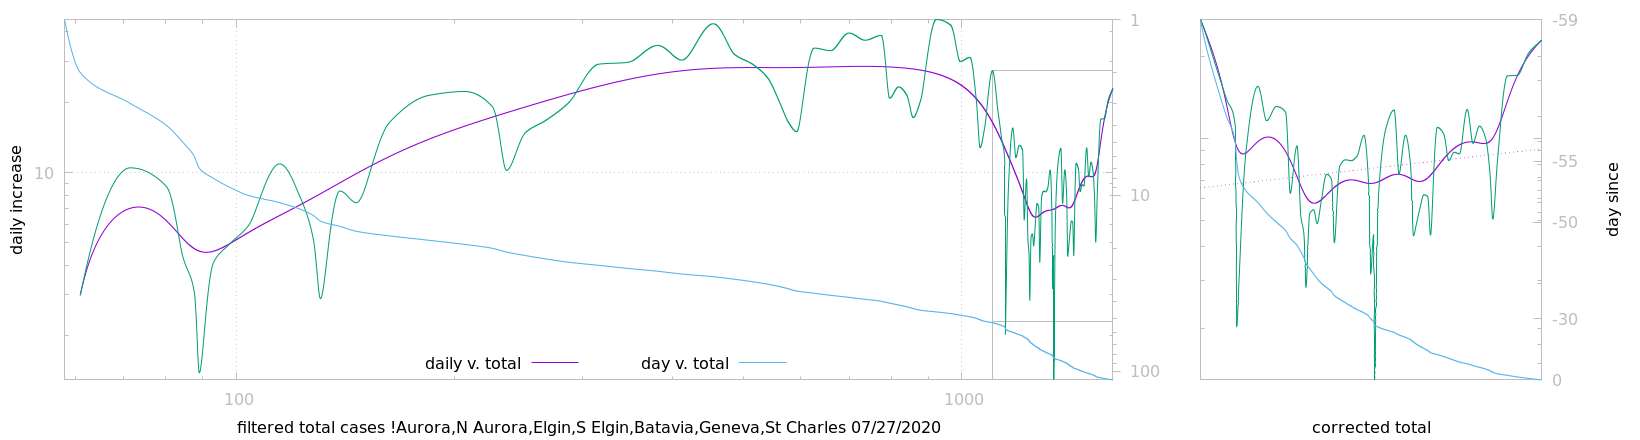 1
-59
daily increase
10
10
-55
-50
day since
-30
daily v. total
day v. total
100
0
100
1000
filtered total cases !Aurora,N Aurora,Elgin,S Elgin,Batavia,Geneva,St Charles 07/27/2020
corrected total